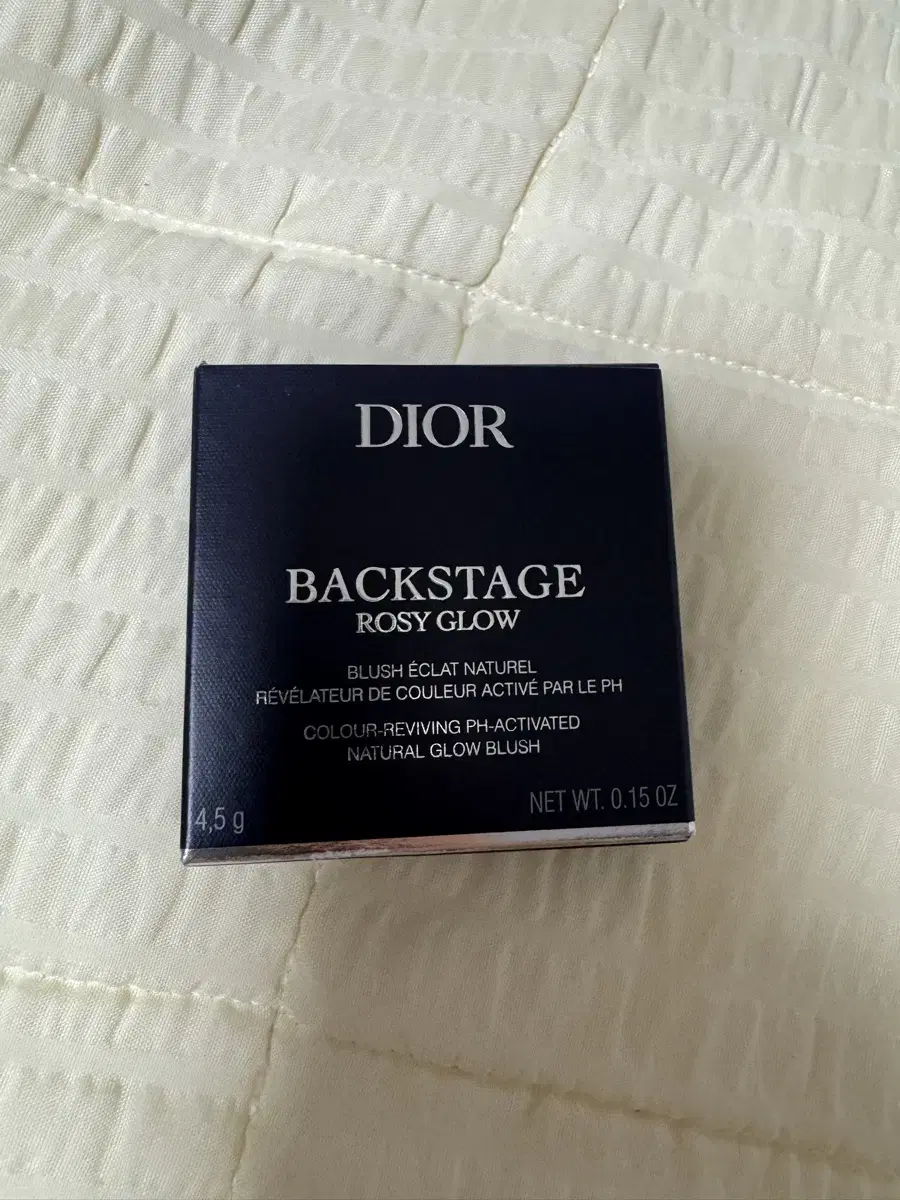 DIOR
BACKSTAGE
ROSY GLOW
BLUSH ÉCLAT NATUREL
RÉVÉLATEUR DE COULEUR ACTIVÉ PAR LE PH
COLOUR-REVIVING PH-ACTIVATED
NATURAL GLOW BLUSH
4,5 g
NET WT. 0.15 OZ